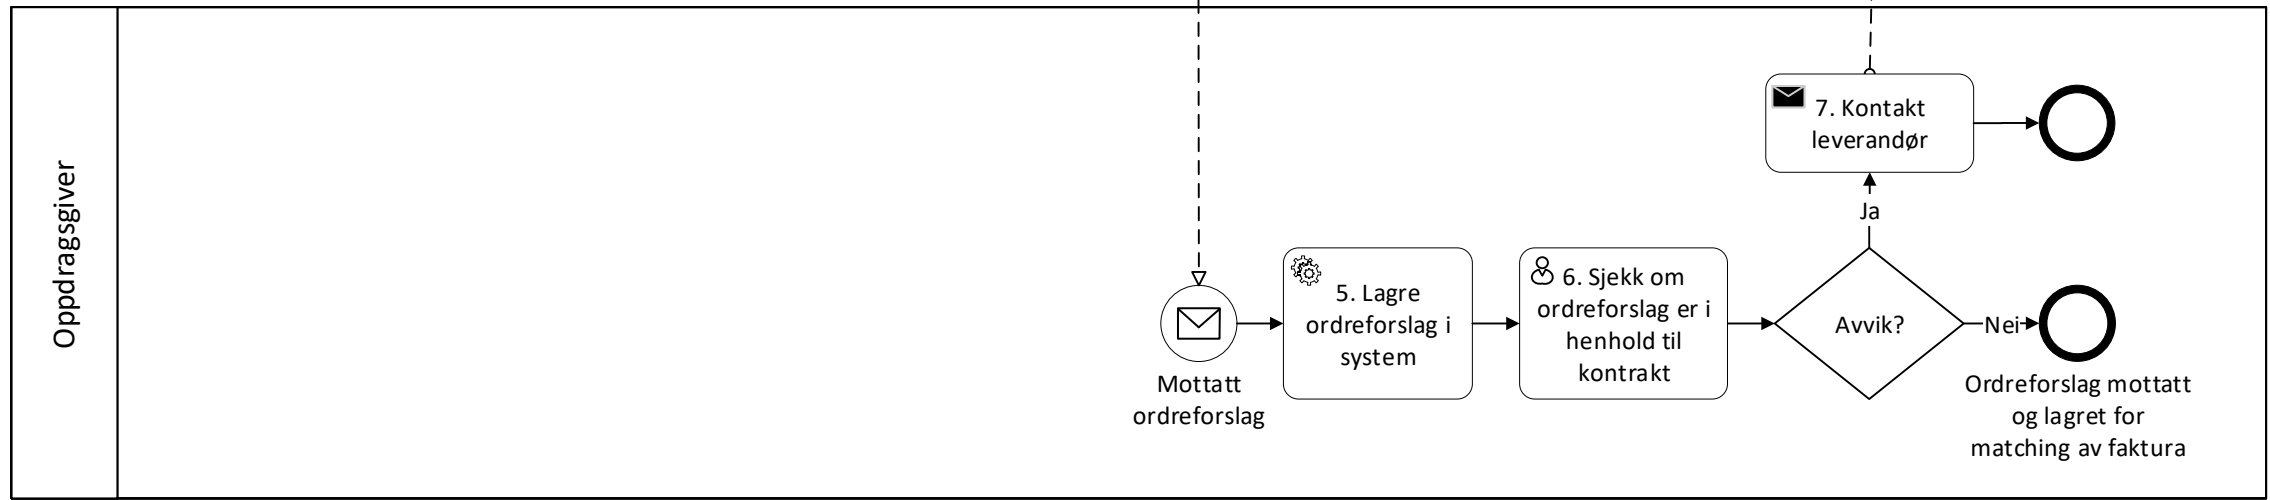 Oppdragsgiver
Mottatt
ordreforslag
5. Lagre
ordreforslag i
system
6. Sjekk om
ordreforslag er i
henhold til
kontrakt
Avvik?
Ja
7. Kontakt
leverandør
Nei
Ordreforslag mottatt
og lagret for
matching av faktura